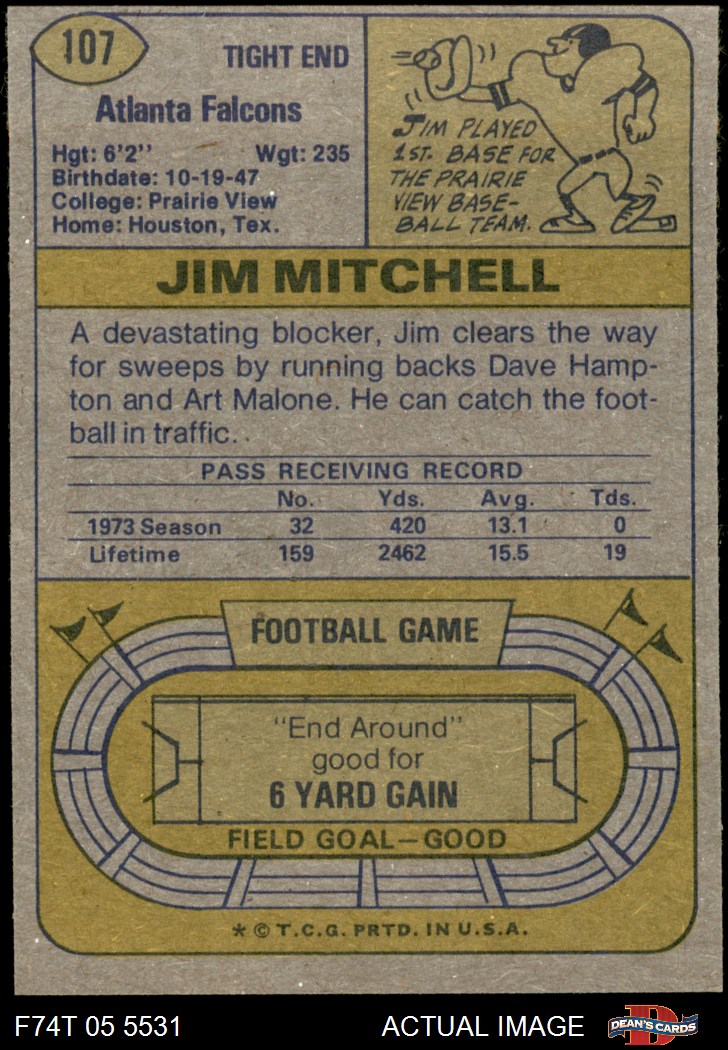 107
TIGHT END
Atlanta Falcons
Hgt: 6'2" Wgt: 235
Birthdate: 10-19-47
College: Prairie View
Home: Houston, Tex.
JIM PLAYED
1ST. BASE FOR
THE PRAIRIE
VIEW BASE-
BALL TEAM.
JIM MITCHELL
A devastating blocker, Jim clears the way
for sweeps by running backs Dave Hamp-
ton and Art Malone. He can catch the foot-
ball in traffic.
PASS RECEIVING RECORD
No. Yds. Avg. Tds.
1973 Season 32 420 13.1 0
Lifetime 159 2462 15.5 19
FOOTBALL GAME
"End Around"
good for
6 YARD GAIN
FIELD GOAL—GOOD
* © T.C.G. PRTD. IN U.S.A.
F74T 05 5531 ACTUAL IMAGE DEAN'S CARDS